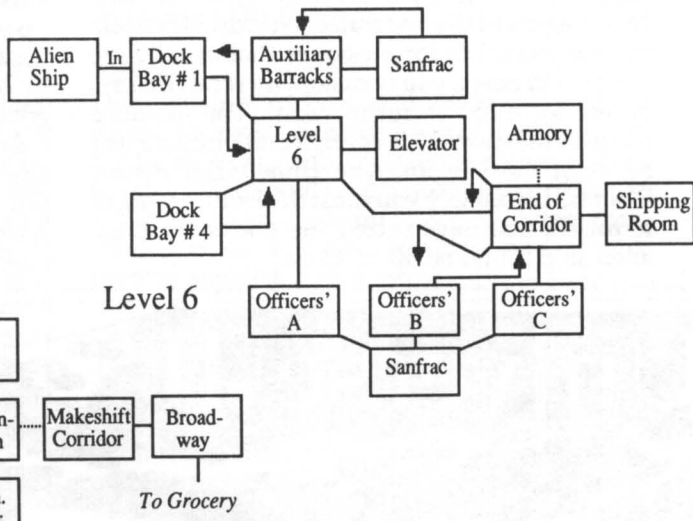 Alien
Ship
In
Dock
Bay # 1
Auxiliary
Barracks
Sanfrac
Level
6
Elevator
Armory
Dock
Bay # 4
End of
Corridor
Shipping
Room
Level 6
Officers'
A
Officers'
B
Officers'
C
Sanfrac
Makeshift
Corridor
Broad-
way
To Grocery